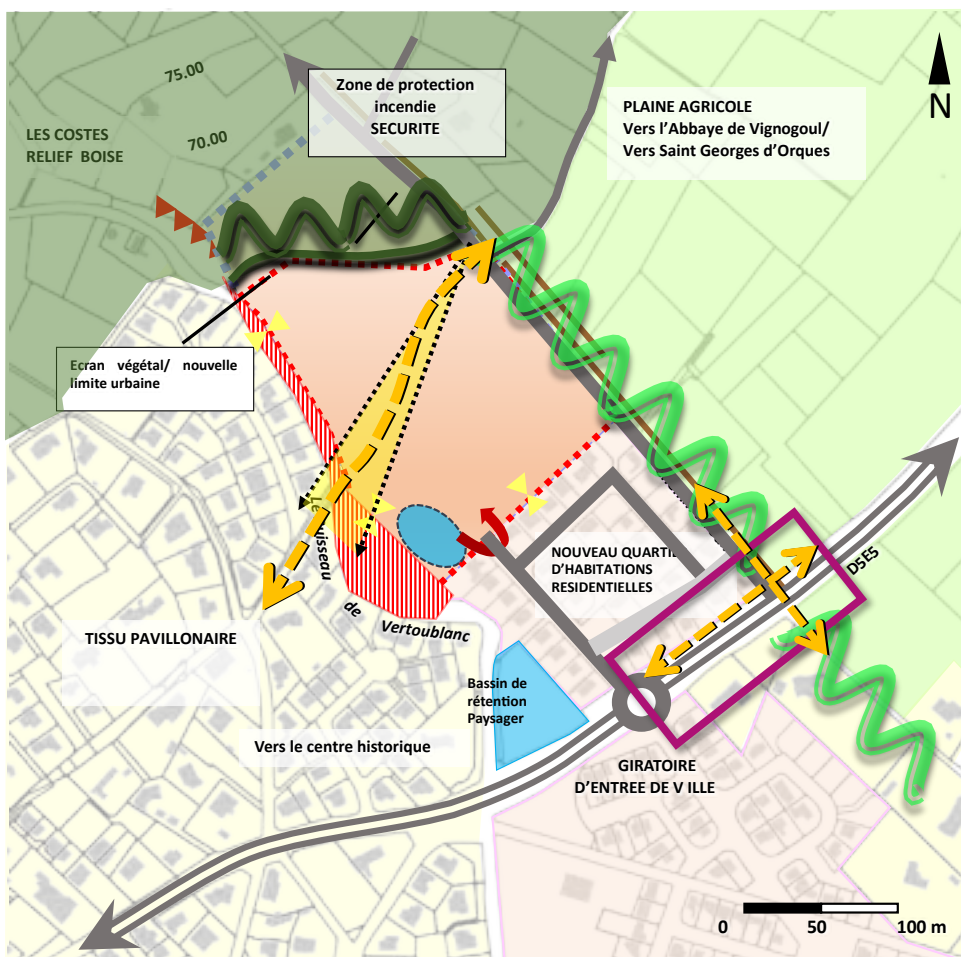 75.00
Zone de protection
incendie
SECURITE
PLAINE AGRICOLE
Vers l'Abbaye de Vignogoul/
Vers Saint Georges d'Orques
N
LES COSTES
RELIEF BOISE
70.00
Ecran végétal/ nouvelle
limite urbaine
Le ruisseau
de
Vertoublanc
NOUVEAU QUARTI
D'HABITATIONS
RESIDENTIELLES
D5E5
TISSU PAVILLONAIRE
Bassin de
rétention
Paysager
Vers le centre historique
GIRATOIRE
D'ENTREE DE V ILLE
0 50 100 m